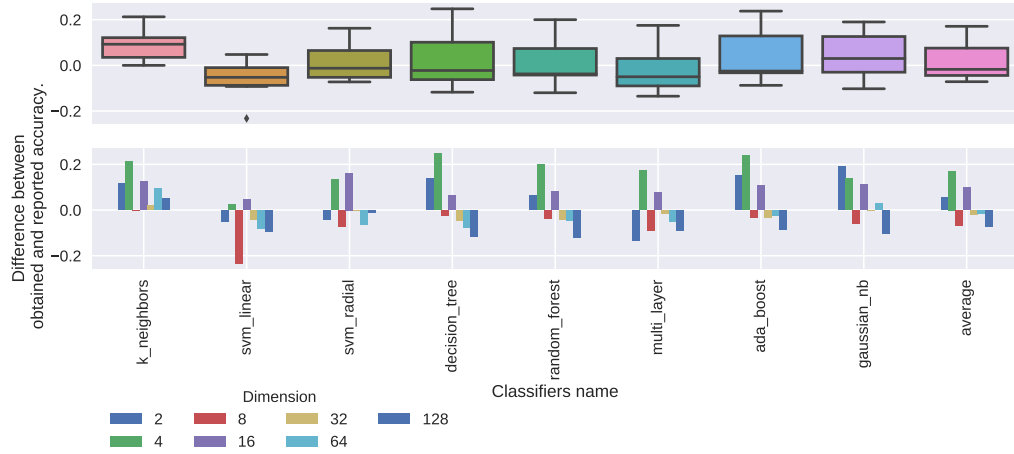 0.2
0.0
−0.2
0.2
0.0
−0.2
Difference between
obtained and reported accuracy.
k_neighbors
svm_linear
svm_radial
decision_tree
random_forest
multi_layer
ada_boost
gaussian_nb
average
Classifiers name
Dimension
2 8 32 128
4 16 64